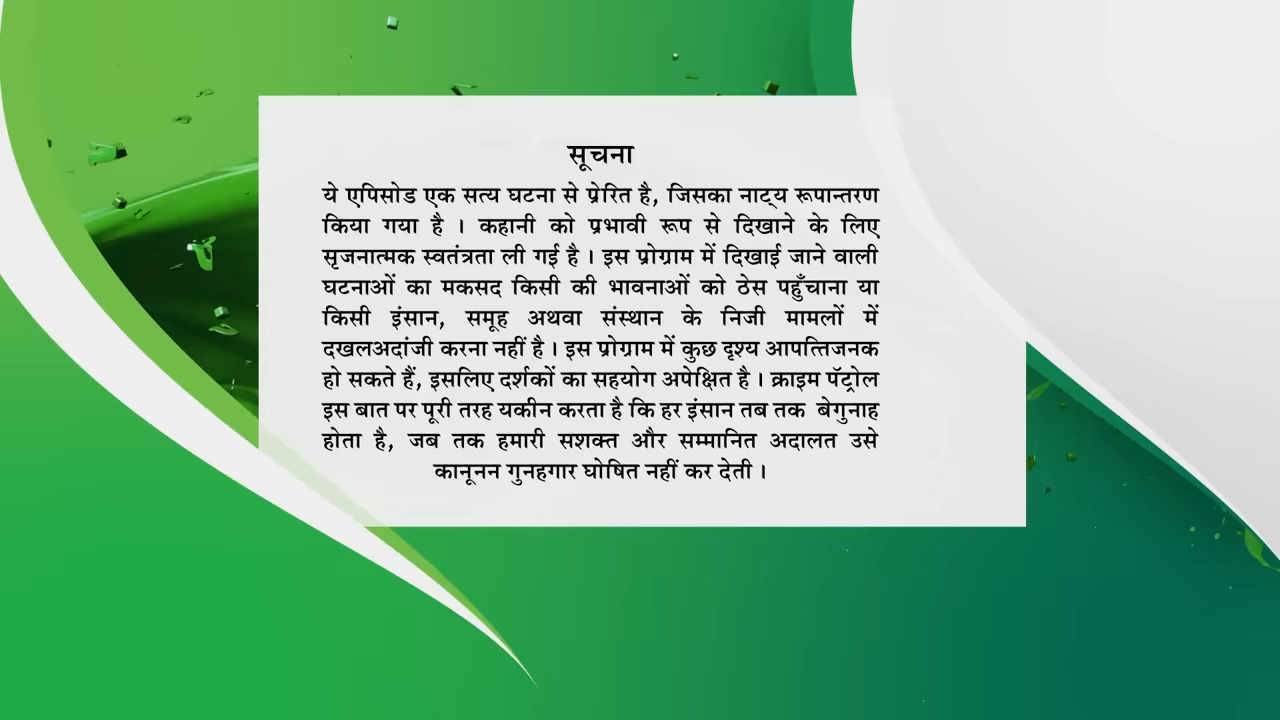 सूचना
ये एपिसोड एक सत्य घटना से प्रेरित है, जिसका नाट्य रूपान्तरण
किया गया है । कहानी को प्रभावी रूप से दिखाने के लिए
सृजनात्मक स्वतंत्रता ली गई है । इस प्रोग्राम में दिखाई जाने वाली
घटनाओं का मकसद किसी की भावनाओं को ठेस पहुँचाना या
किसी इंसान, समूह अथवा संस्थान के निजी मामलों में
दखलअदांजी करना नहीं है । इस प्रोग्राम में कुछ दृश्य आपत्तिजनक
हो सकते हैं, इसलिए दर्शकों का सहयोग अपेक्षित है । क्राइम पॅट्रोल
इस बात पर पूरी तरह यकीन करता है कि हर इंसान तब तक बेगुनाह
होता है, जब तक हमारी सशक्त और सम्मानित अदालत उसे
कानूनन गुनहगार घोषित नहीं कर देती ।